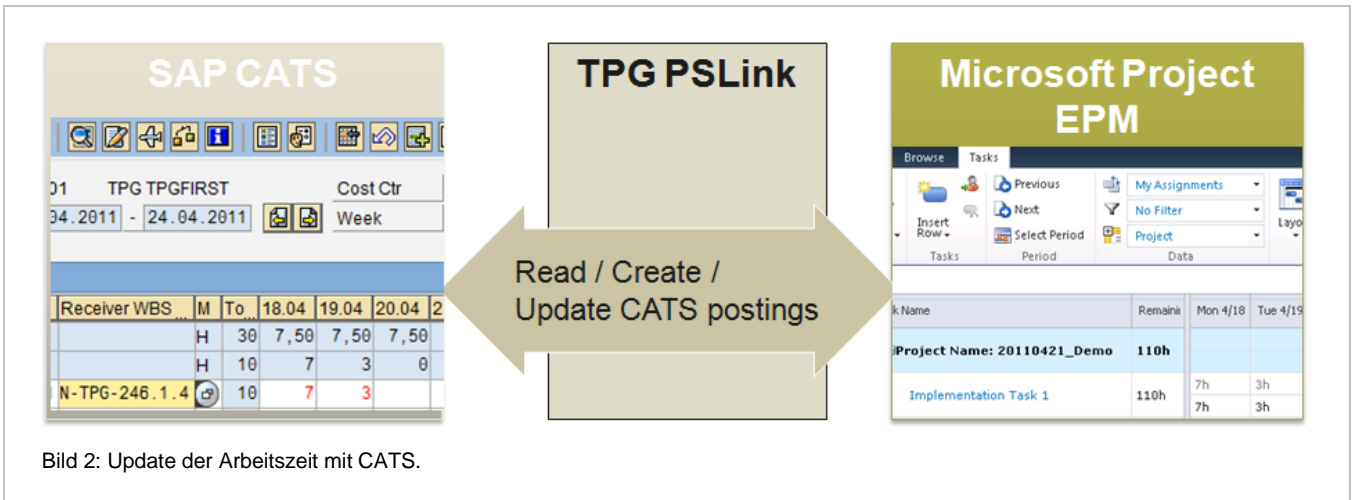 SAP CATS
TPG PSLink
Microsoft Project
EPM
01 TPG TPGFIRST Cost Ctr
04.2011 - 24.04.2011 Week
Receiver WBS M To 18.04 19.04 20.04 2
H 30 7,50 7,50 7,50
H 10 7 3 0
N-TPG-246.1.4 10 7 3
Read / Create /
Update CATS postings
Browse Tasks
Previous My Assignments
Insert Next No Filter Layo
Row Select Period Project
Tasks Period Data
k Name Remaini Mon 4/18 Tue 4/19
Project Name: 20110421_Demo 110h
Implementation Task 1 110h 7h 3h
7h 3h
Bild 2: Update der Arbeitszeit mit CATS.